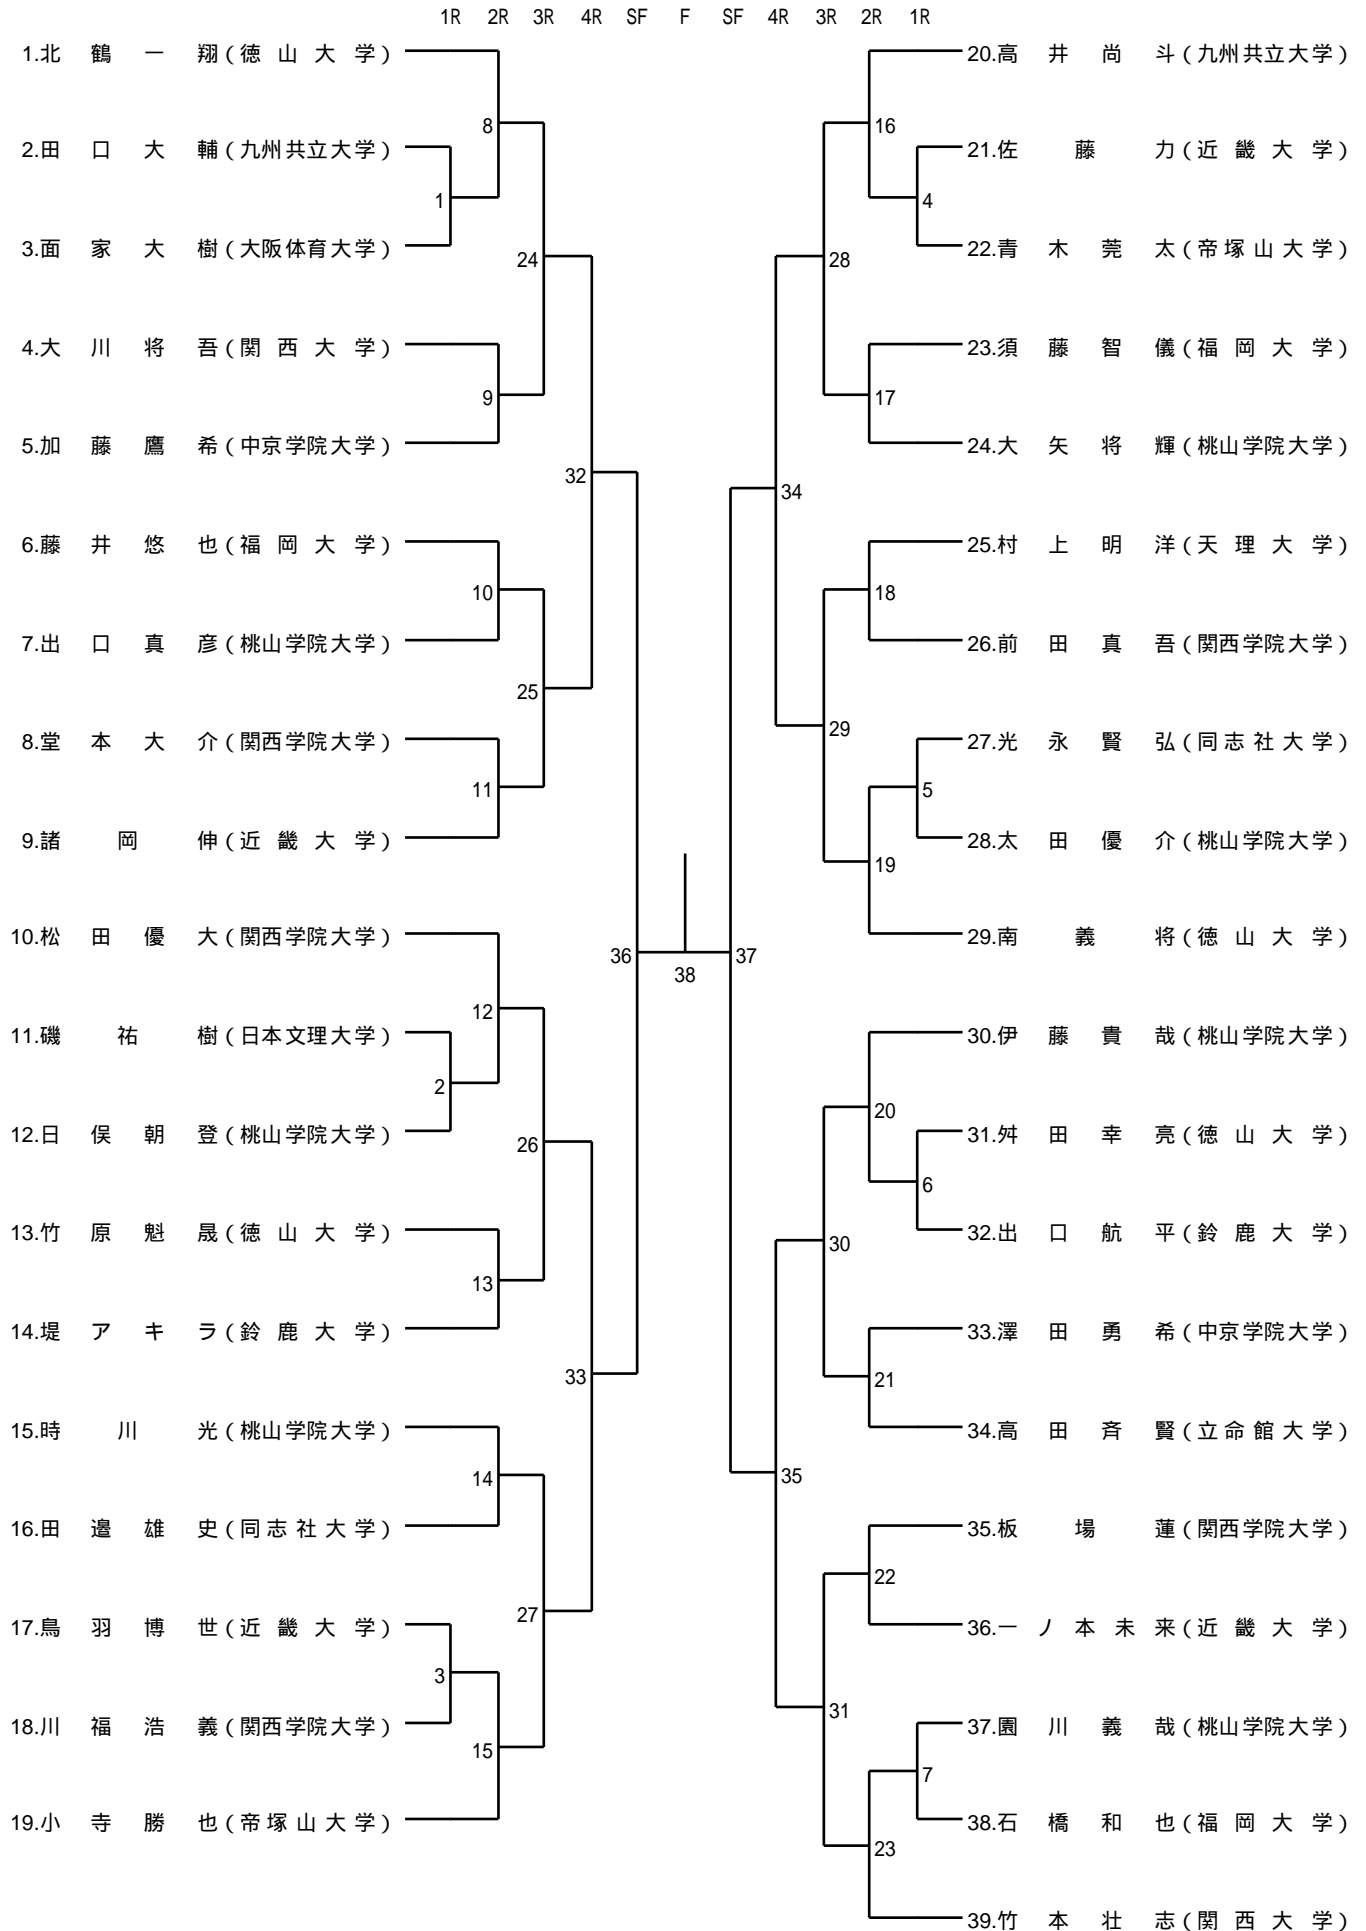 1R 2R 3R 4R SF F SF 4R 3R 2R 1R
1.北鶴一翔(徳山大学)
2.田口大輔(九州共立大学)
3.面家大樹(大阪体育大学)
4.大川将吾(関西大学)
5.加藤鷹希(中京学院大学)
6.藤井悠也(福岡大学)
7.出口真彦(桃山学院大学)
8.堂本大介(関西学院大学)
9.諸岡伸(近畿大学)
10.松田優大(関西学院大学)
11.磯祐樹(日本文理大学)
12.日俣朝登(桃山学院大学)
13.竹原魁晟(徳山大学)
14.堤アキラ(鈴鹿大学)
15.時川光(桃山学院大学)
16.田邉雄史(同志社大学)
17.鳥羽博世(近畿大学)
18.川福浩義(関西学院大学)
19.小寺勝也(帝塚山大学)
1
2
3
8
9
10
11
12
13
14
15
24
25
26
27
32
33
36
38
37
34
35
28
29
30
31
16
17
18
19
20
21
22
23
4
5
6
7
20.高井尚斗(九州共立大学)
21.佐藤力(近畿大学)
22.青木莞太(帝塚山大学)
23.須藤智儀(福岡大学)
24.大矢将輝(桃山学院大学)
25.村上明洋(天理大学)
26.前田真吾(関西学院大学)
27.光永賢弘(同志社大学)
28.太田優介(桃山学院大学)
29.南義将(徳山大学)
30.伊藤貴哉(桃山学院大学)
31.舛田幸亮(徳山大学)
32.出口航平(鈴鹿大学)
33.澤田勇希(中京学院大学)
34.高田斉賢(立命館大学)
35.板場蓮(関西学院大学)
36.一ノ本未来(近畿大学)
37.園川義哉(桃山学院大学)
38.石橋和也(福岡大学)
39.竹本壮志(関西大学)